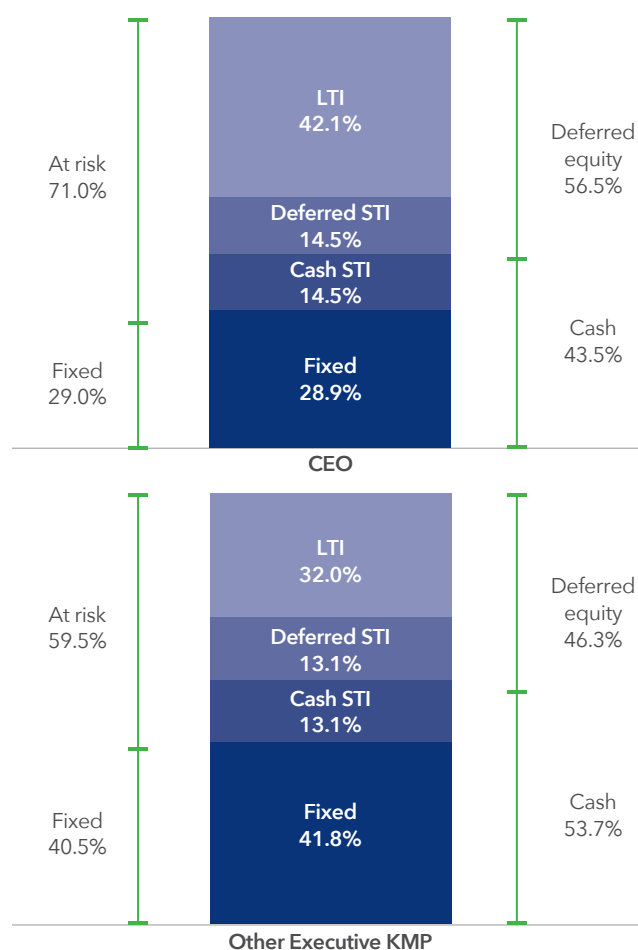 LTI
42.1%
At risk
71.0%
Deferred
equity
56.5%
Deferred STI
14.5%
Cash STI
14.5%
Cash
43.5%
Fixed
29.0%
Fixed
28.9%
CEO
LTI
32.0%
At risk
59.5%
Deferred
equity
46.3%
Deferred STI
13.1%
Cash STI
13.1%
Fixed
40.5%
Fixed
41.8%
Cash
53.7%
Other Executive KMP